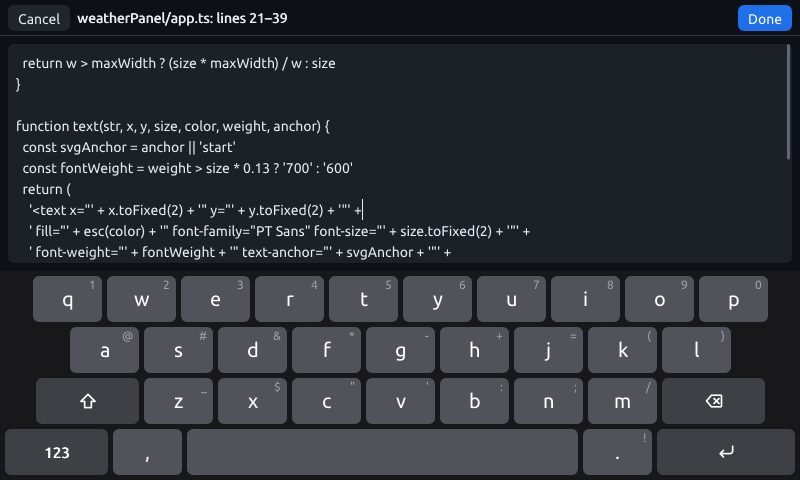 Cancel weatherPanel/app.ts: lines 21–39 Done
return w > maxWidth ? (size * maxWidth) / w : size
}
function text(str, x, y, size, color, weight, anchor) {
const svgAnchor = anchor || 'start'
const fontWeight = weight > size * 0.13 ? '700' : '600'
return (
'<text x="' + x.toFixed(2) + '" y="' + y.toFixed(2) + '"' +
' fill="' + esc(color) + '" font-family="PT Sans" font-size="' + size.toFixed(2) + '"' +
' font-weight="' + fontWeight + '" text-anchor="' + svgAnchor + '"' +
q 1 w 2 e 3 r 4 t 5 y 6 u 7 i 8 o 9 p 0
a @ s # d & f * g - h + j = k ( l )
z _ x $ c " v ' b : n ; m /
123 , . !